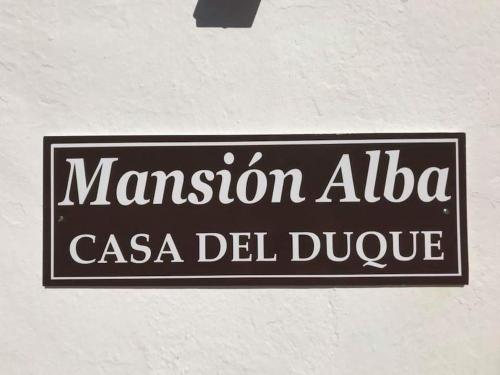 Mansión Alba
CASA DEL DUQUE